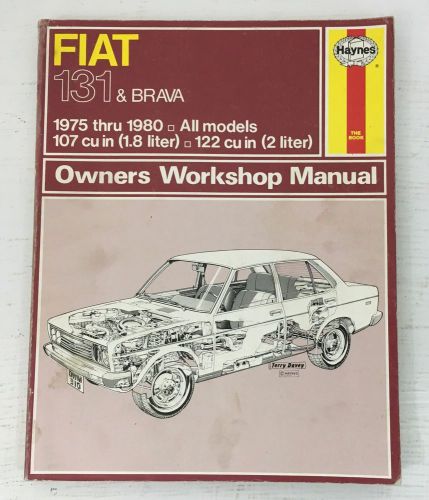 FIAT
131 & BRAVA
Haynes
®
THE
BOOK
1975 thru 1980 □ All models
107 cu in (1.8 liter) □ 122 cu in (2 liter)
Owners Workshop Manual
Terry Davey
© HAYNES